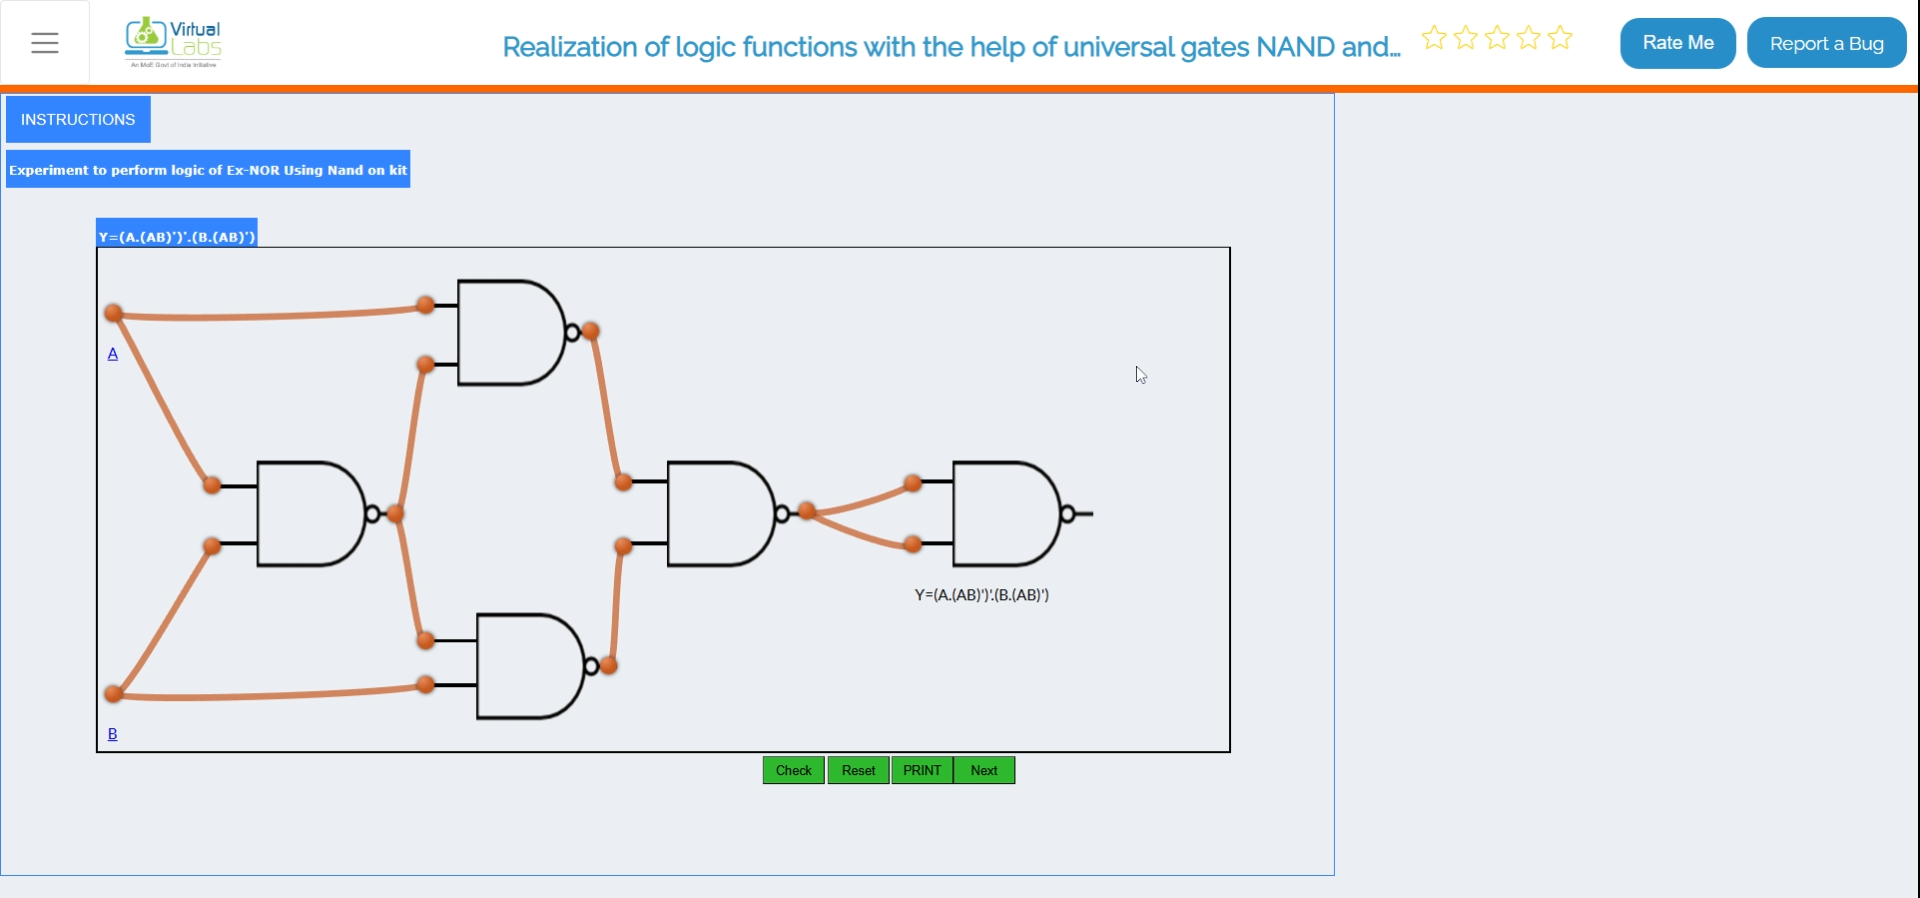 Virtual
Labs
An MoE Govt of India Initiative
Realization of logic functions with the help of universal gates NAND and...
Rate Me
Report a Bug
INSTRUCTIONS
Experiment to perform logic of Ex-NOR Using Nand on kit
Y=(A.(AB)')'.(B.(AB)')
A
B
Y=(A.(AB)')'.(B.(AB)')
Check
Reset
PRINT
Next